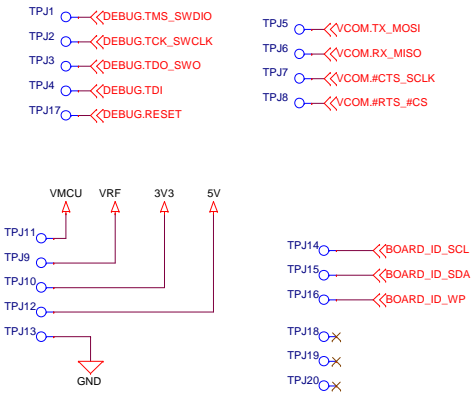 TPJ1 DEBUG.TMS_SWDIO
TPJ2 DEBUG.TCK_SWCLK
TPJ3 DEBUG.TDO_SWO
TPJ4 DEBUG.TDI
TPJ17 DEBUG.RESET
TPJ5 VCOM.TX_MOSI
TPJ6 VCOM.RX_MISO
TPJ7 VCOM.#CTS_SCLK
TPJ8 VCOM.#RTS_#CS
VMCU VRF 3V3 5V
TPJ11
TPJ9
TPJ10
TPJ12
TPJ13
GND
TPJ14 BOARD_ID_SCL
TPJ15 BOARD_ID_SDA
TPJ16 BOARD_ID_WP
TPJ18
TPJ19
TPJ20